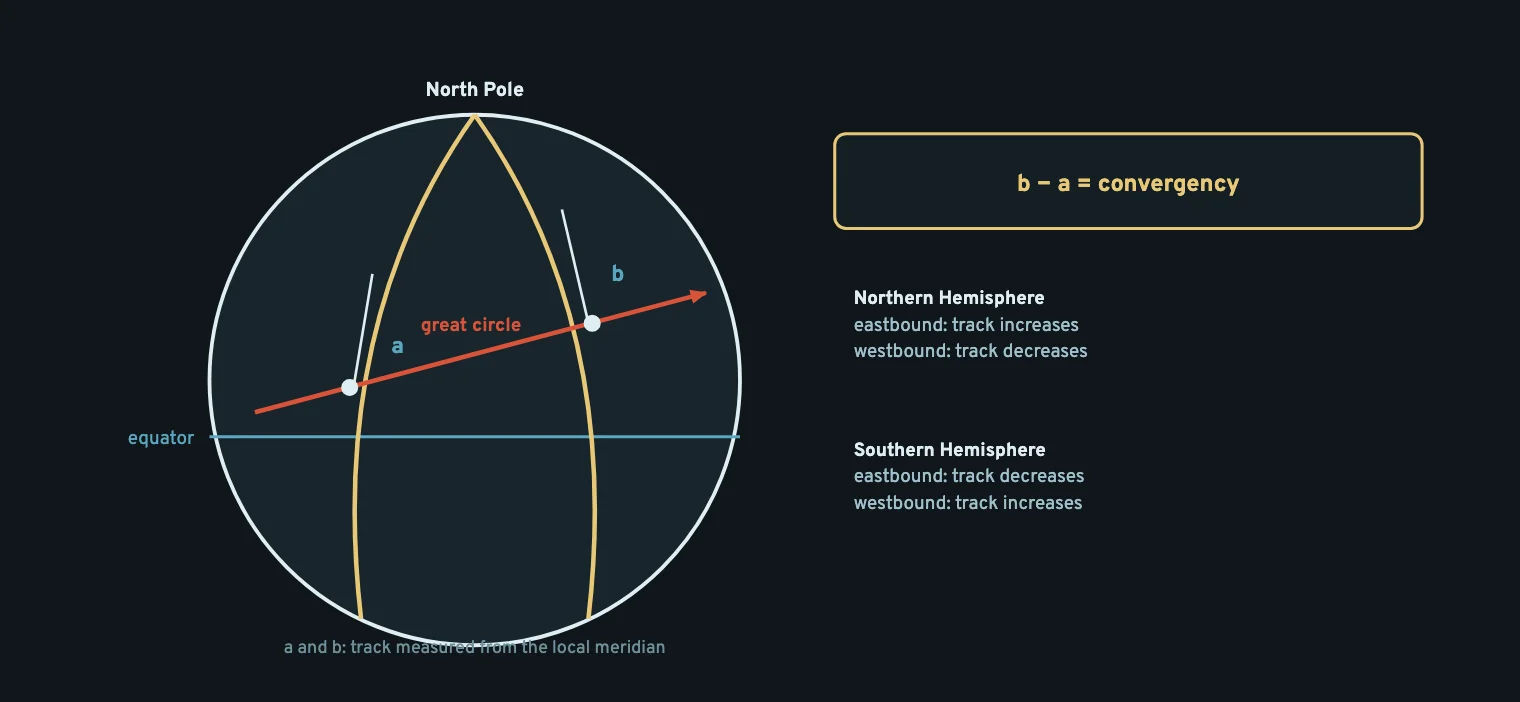 North Pole
b – a = convergency
b
great circle
a
equator
Northern Hemisphere
eastbound: track increases
westbound: track decreases
Southern Hemisphere
eastbound: track decreases
westbound: track increases
a and b: track measured from the local meridian